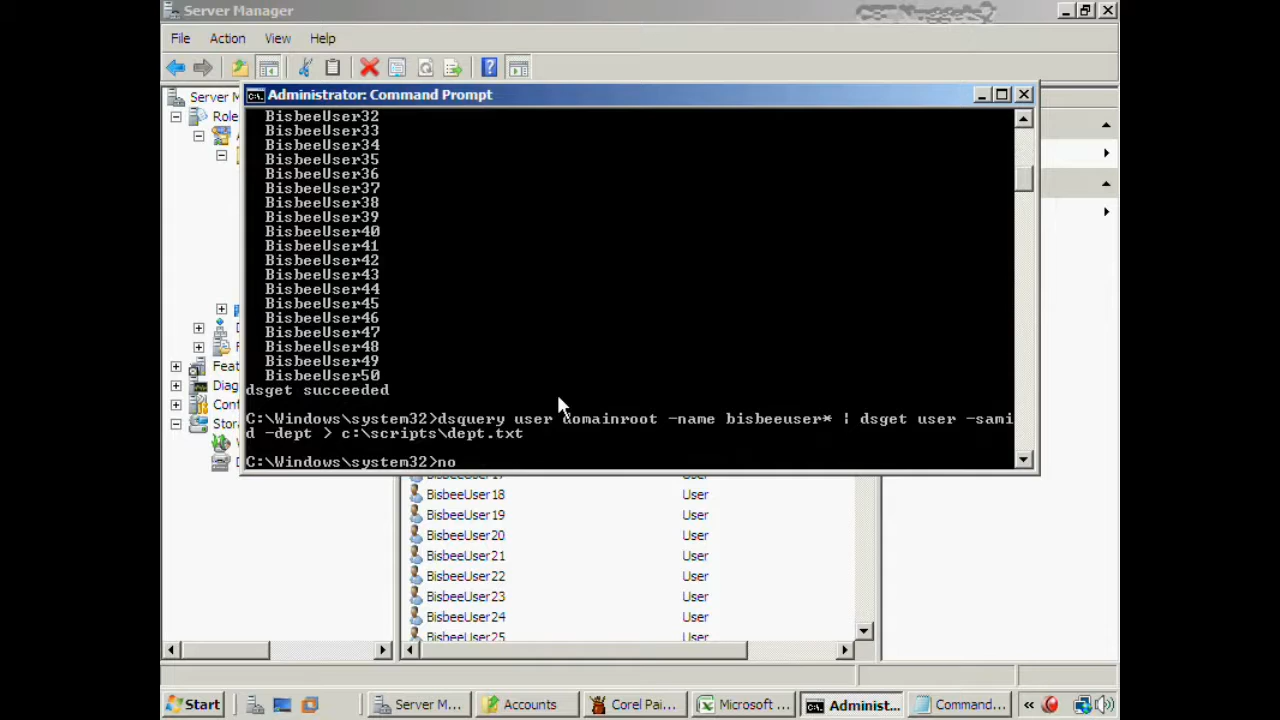 Server Manager
File Action View Help
Server M
Administrator: Command Prompt
Role
BisbeeUser32
BisbeeUser33
BisbeeUser34
BisbeeUser35
BisbeeUser36
BisbeeUser37
BisbeeUser38
BisbeeUser39
BisbeeUser40
BisbeeUser41
BisbeeUser42
BisbeeUser43
BisbeeUser44
BisbeeUser45
BisbeeUser46
BisbeeUser47
BisbeeUser48
BisbeeUser49
BisbeeUser50
dsget succeeded
C:\Windows\system32>dsquery user domainroot -name bisbeeuser* | dsget user -sami
d -dept > c:\scripts\dept.txt
C:\Windows\system32>no
Feat
Diag
Conf
Stora
BisbeeUser17
BisbeeUser18 User
BisbeeUser19 User
BisbeeUser20 User
BisbeeUser21 User
BisbeeUser22 User
BisbeeUser23 User
BisbeeUser24 User
BisbeeUser25 User
Start
Server M...
Accounts
Corel Pai...
Microsoft ...
Administ...
Command...